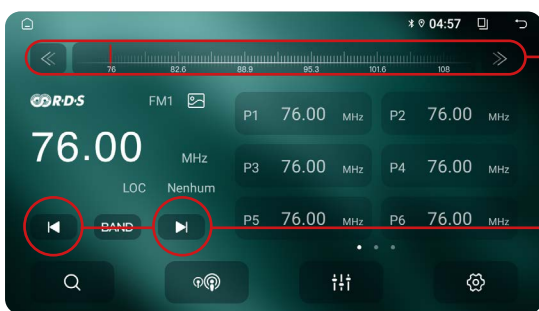 04:57
76 82.6 88.9 95.3 101.6 108
R·D·S FM1
76.00 MHz
LOC Nenhum
BAND
P1 76.00 MHz P2 76.00 MHz
P3 76.00 MHz P4 76.00 MHz
P5 76.00 MHz P6 76.00 MHz